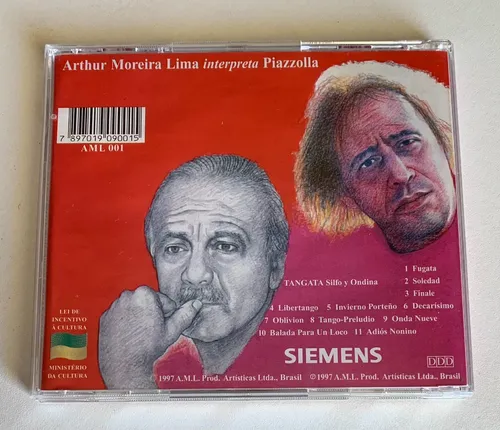 Arthur Moreira Lima interpreta Piazzolla
7 897019 090015
AML 001
TANGATA Silfo y Ondina
1 Fugata
2 Soledad
3 Finale
4 Libertango 5 Invierno Porteño 6 Decarísimo
7 Oblivion 8 Tango-Preludio 9 Onda Nueve
10 Balada Para Un Loco 11 Adiós Nonino
LEI DE
INCENTIVO
À CULTURA
MINISTÉRIO
DA CULTURA
SIEMENS
DDD
© 1997 A.M.L. Prod. Artísticas Ltda., Brasil ℗ 1997 A.M.L. Prod. Artísticas Ltda., Brasil